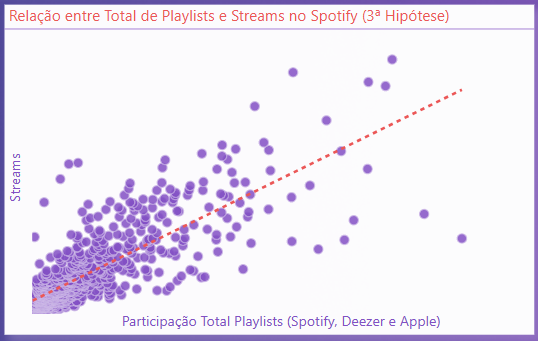 Relação entre Total de Playlists e Streams no Spotify (3ª Hipótese)
Streams
Participação Total Playlists (Spotify, Deezer e Apple)